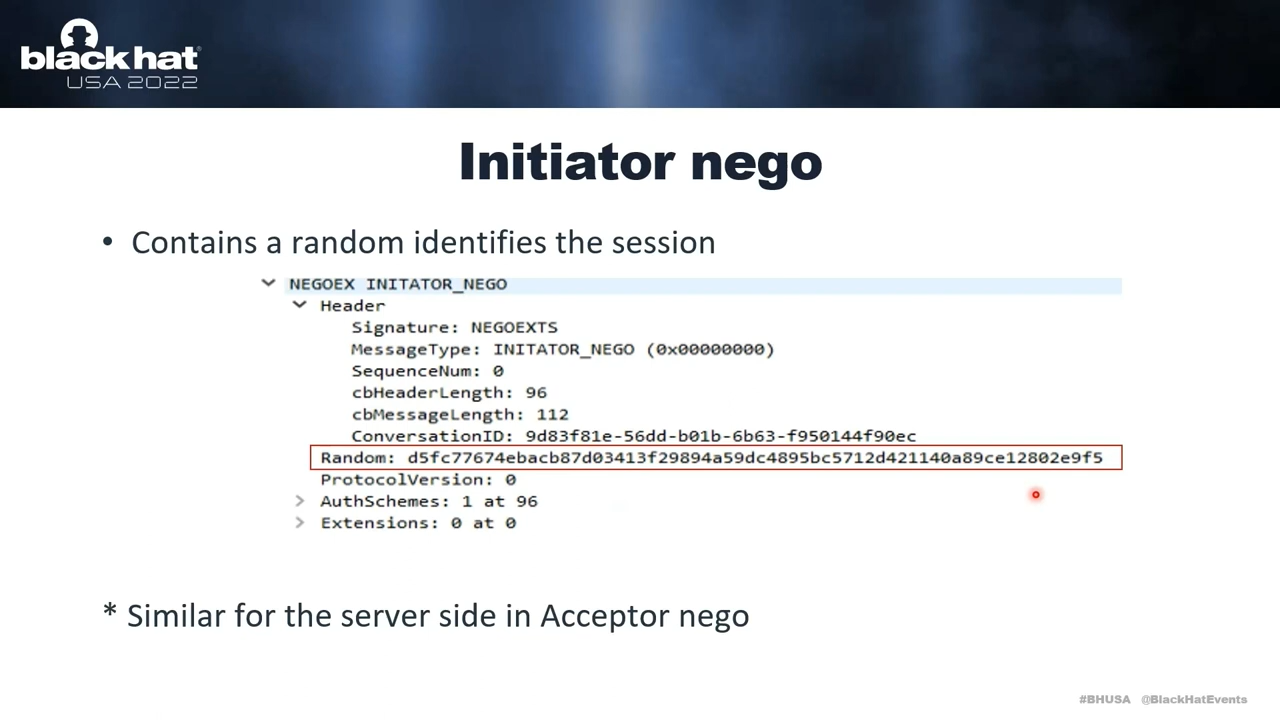 black hat
USA 2022
Initiator nego
• Contains a random identifies the session
NEGOEX INITATOR_NEGO
Header
Signature: NEGOEXTS
MessageType: INITATOR_NEGO (0x00000000)
SequenceNum: 0
cbHeaderLength: 96
cbMessageLength: 112
ConversationID: 9d83f81e-56dd-b01b-6b63-f950144f90ec
Random: d5fc77674ebacb87d03413f29894a59dc4895bc5712d421140a89ce12802e9f5
ProtocolVersion: 0
AuthSchemes: 1 at 96
Extensions: 0 at 0
* Similar for the server side in Acceptor nego
#BHUSA @BlackHatEvents